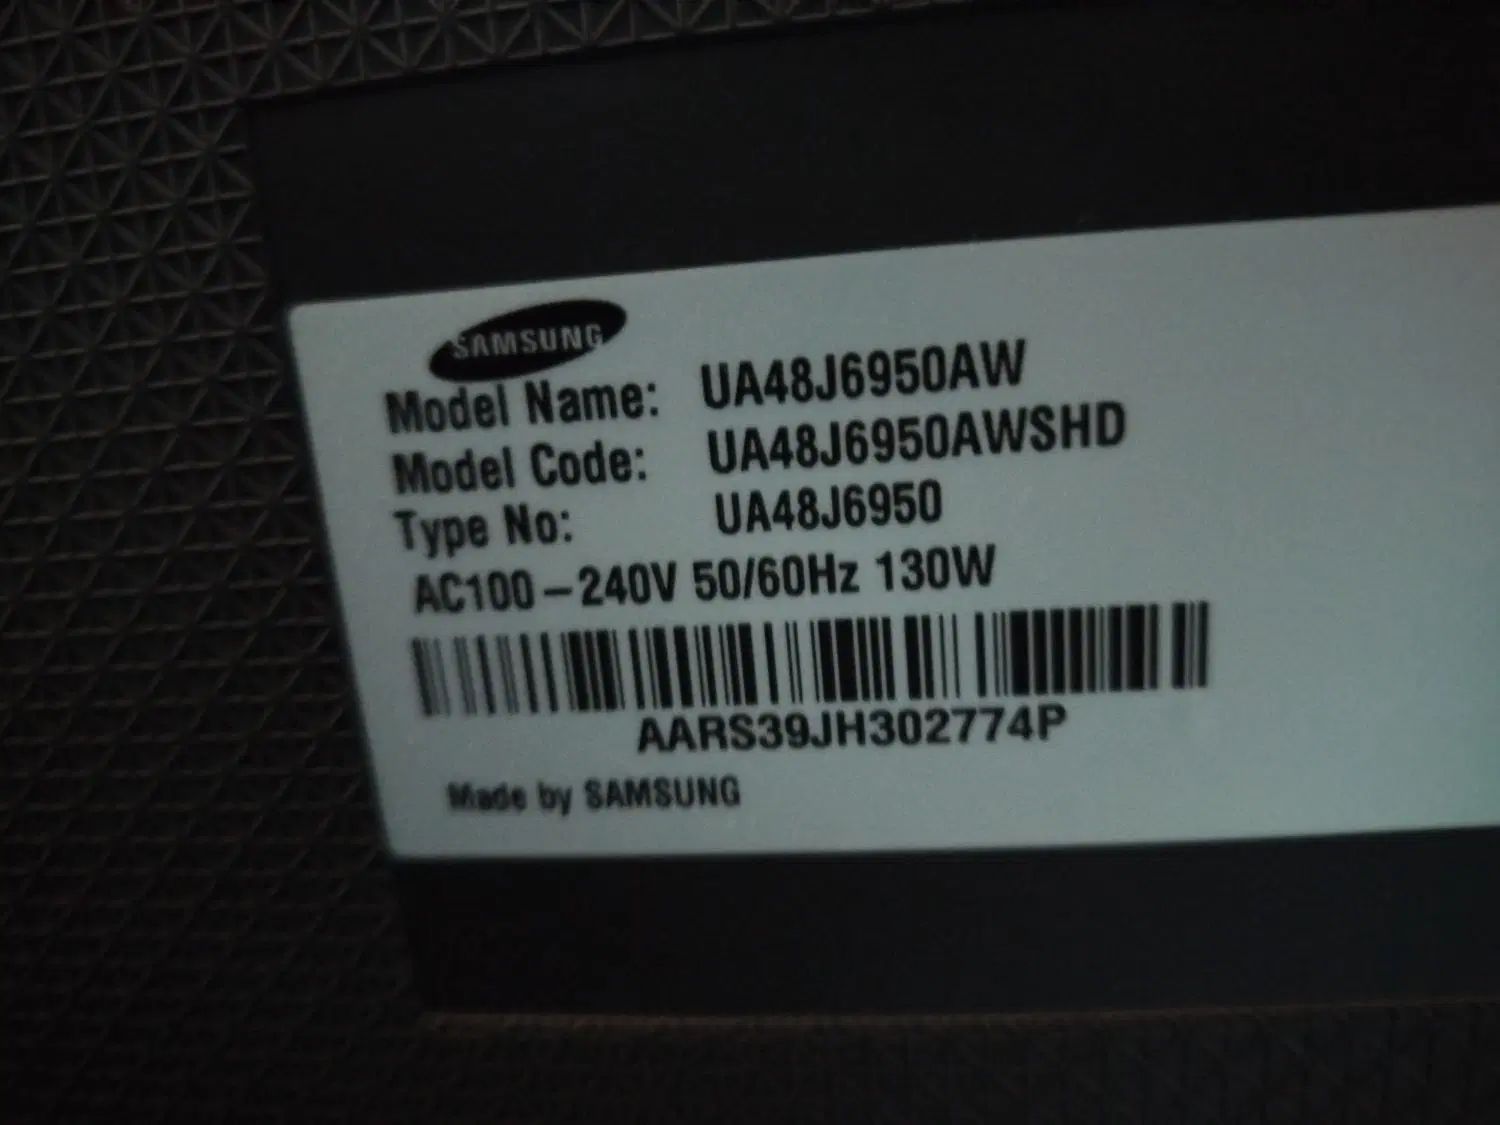 SAMSUNG
Model Name: UA48J6950AW
Model Code: UA48J6950AWSHD
Type No: UA48J6950
AC100-240V 50/60Hz 130W
AARS39JH302774P
Made by SAMSUNG